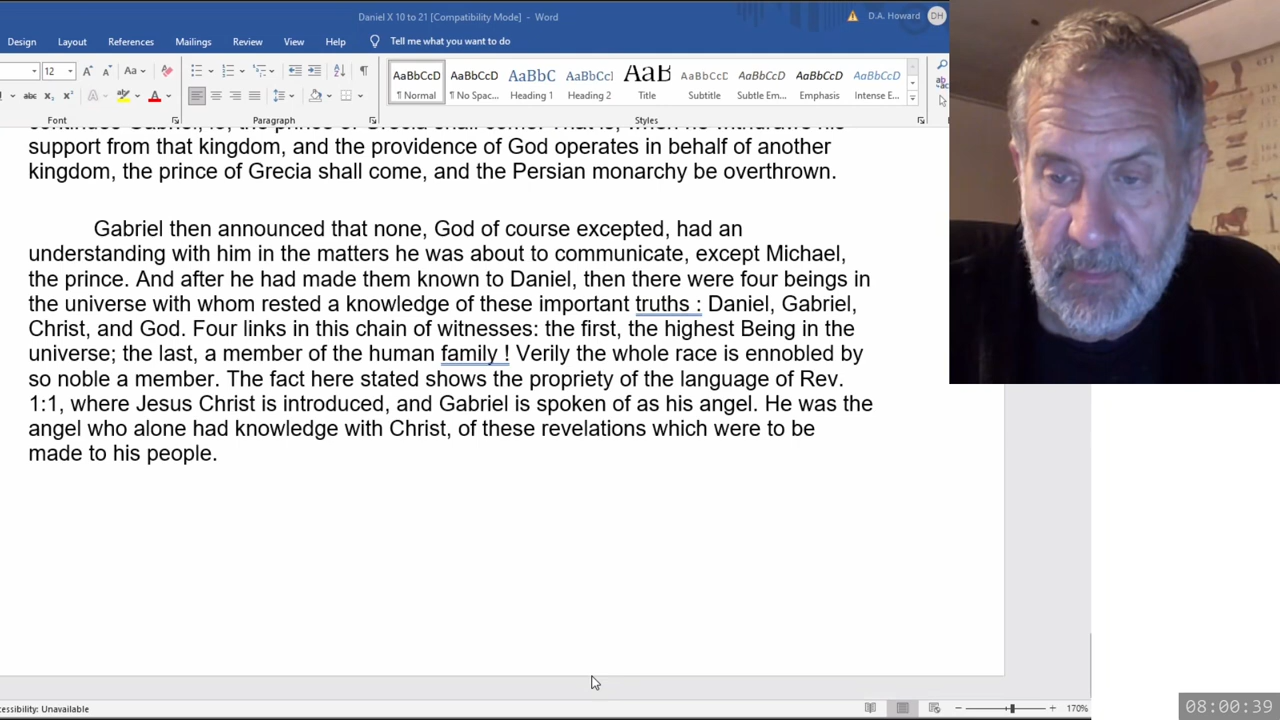 Daniel X 10 to 21 [Compatibility Mode] - Word
D.A. Howard
DH
Design Layout References Mailings Review View Help Tell me what you want to do
12
Aa
AaBbCcD AaBbCcD AaBbC AaBbCcD AaB AaBbCcD AaBbCcD AaBbCcD AaBbCcD
¶ Normal ¶ No Spac... Heading 1 Heading 2 Title Subtitle Subtle Em... Emphasis Intense E...
Font Paragraph Styles
support from that kingdom, and the providence of God operates in behalf of another
kingdom, the prince of Grecia shall come, and the Persian monarchy be overthrown.
Gabriel then announced that none, God of course excepted, had an
understanding with him in the matters he was about to communicate, except Michael,
the prince. And after he had made them known to Daniel, then there were four beings in
the universe with whom rested a knowledge of these important truths : Daniel, Gabriel,
Christ, and God. Four links in this chain of witnesses: the first, the highest Being in the
universe; the last, a member of the human family ! Verily the whole race is ennobled by
so noble a member. The fact here stated shows the propriety of the language of Rev.
1:1, where Jesus Christ is introduced, and Gabriel is spoken of as his angel. He was the
angel who alone had knowledge with Christ, of these revelations which were to be
made to his people.
cessibility: Unavailable
170%
08:00:39